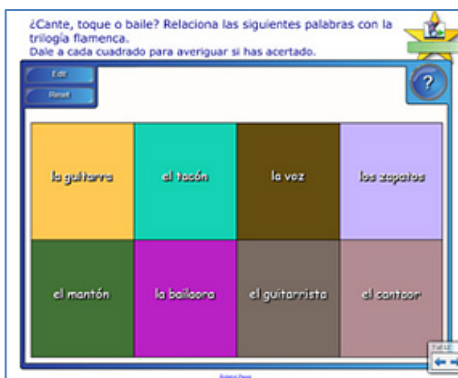 ¿Cante, toque o baile? Relaciona las siguientes palabras con la
trilogía flamenca.
Dale a cada cuadrado para averiguar si has acertado.
Edit
Reset
?
la guitarra
el tacón
la voz
los zapatos
el mantón
la bailaora
el guitarrista
el cantaor